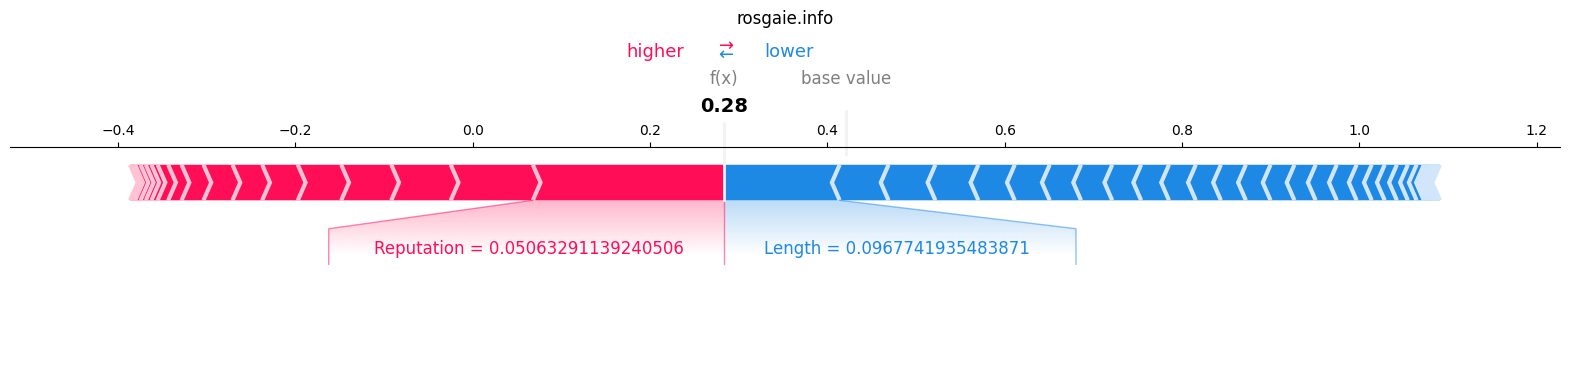 rosgaie.info
higher ⇄ lower
f(x) base value
0.28
−0.4 −0.2 0.0 0.2 0.4 0.6 0.8 1.0 1.2
Reputation = 0.05063291139240506 Length = 0.0967741935483871